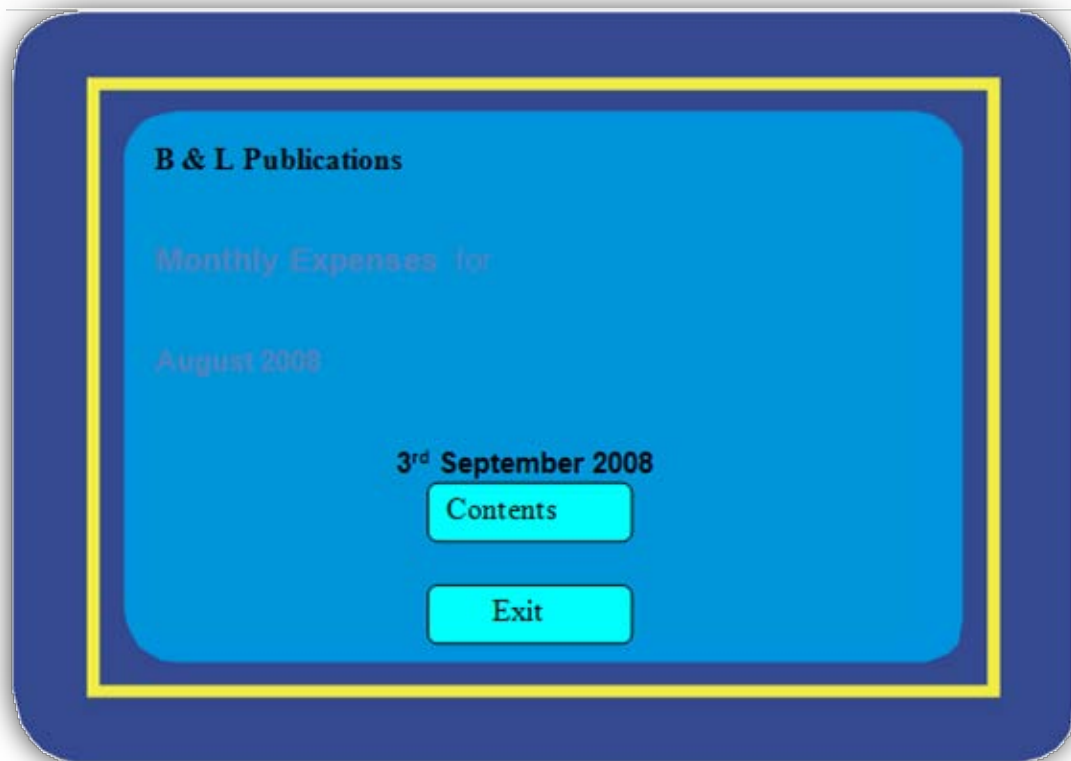 B & L Publications
Monthly Expenses for
August 2008
3rd September 2008
Contents
Exit